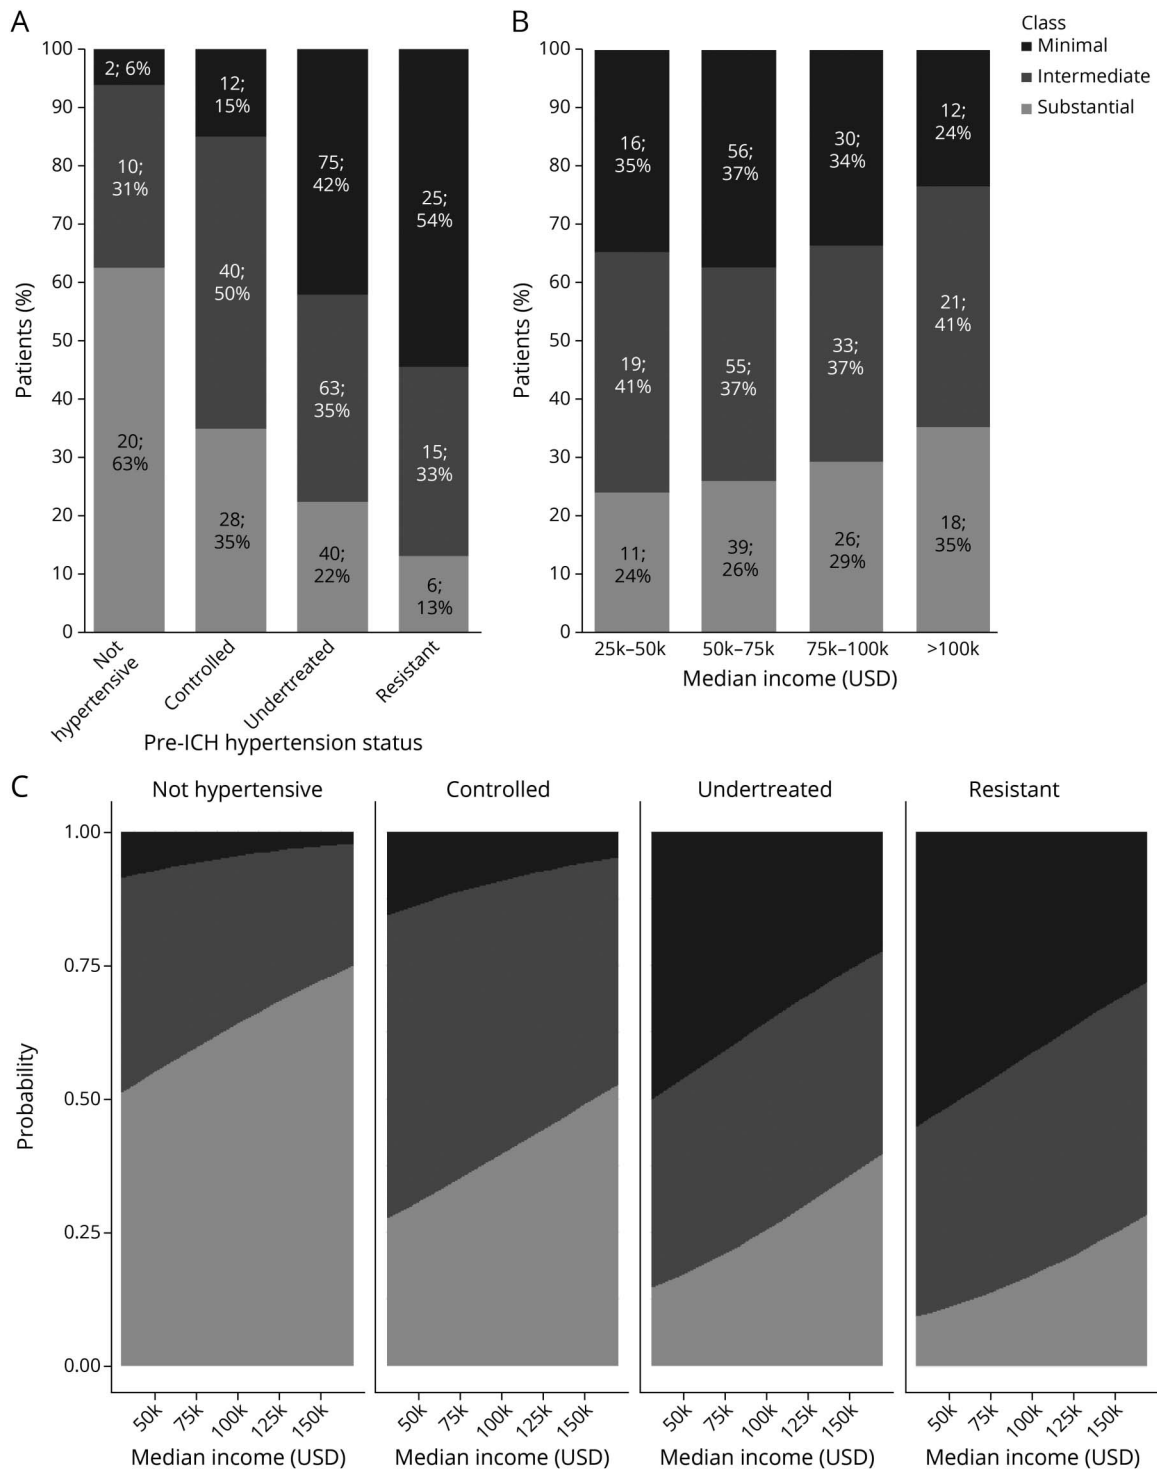 A
B
Class
Minimal
Intermediate
Substantial
Patients (%)
100
90
80
70
60
50
40
30
20
10
0
2; 6%
10;
31%
20;
63%
12;
15%
40;
50%
28;
35%
75;
42%
63;
35%
40;
22%
25;
54%
15;
33%
6;
13%
Not
hypertensive
Controlled
Undertreated
Resistant
Pre-ICH hypertension status
Patients (%)
100
90
80
70
60
50
40
30
20
10
0
16;
35%
19;
41%
11;
24%
56;
37%
55;
37%
39;
26%
30;
34%
33;
37%
26;
29%
12;
24%
21;
41%
18;
35%
25k–50k
50k–75k
75k–100k
>100k
Median income (USD)
C
Not hypertensive
Controlled
Undertreated
Resistant
Probability
1.00
0.75
0.50
0.25
0.00
50k
75k
100k
125k
150k
Median income (USD)
50k
75k
100k
125k
150k
Median income (USD)
50k
75k
100k
125k
150k
Median income (USD)
50k
75k
100k
125k
150k
Median income (USD)